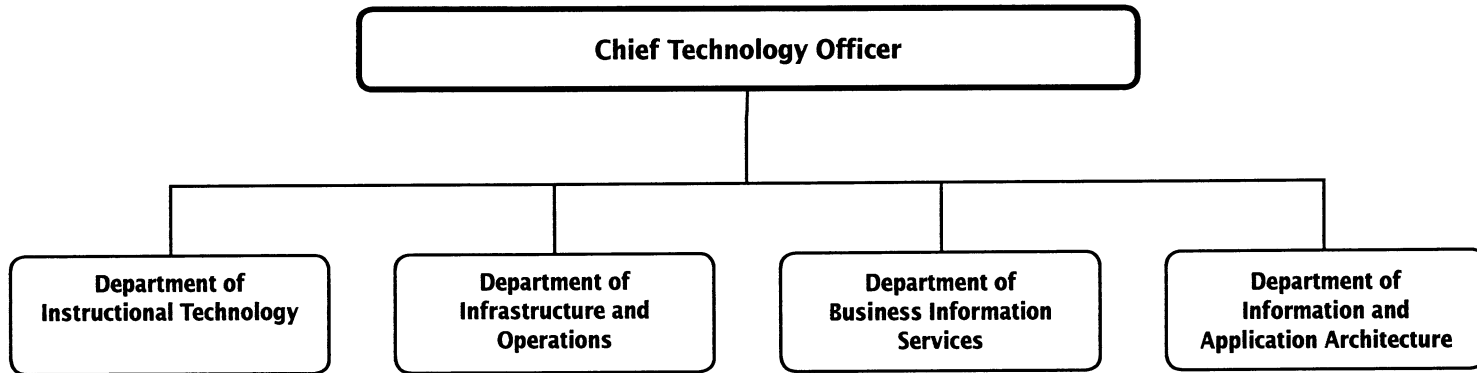 Chief Technology Officer
Department of
Instructional Technology
Department of
Infrastructure and
Operations
Department of
Business Information
Services
Department of
Information and
Application Architecture